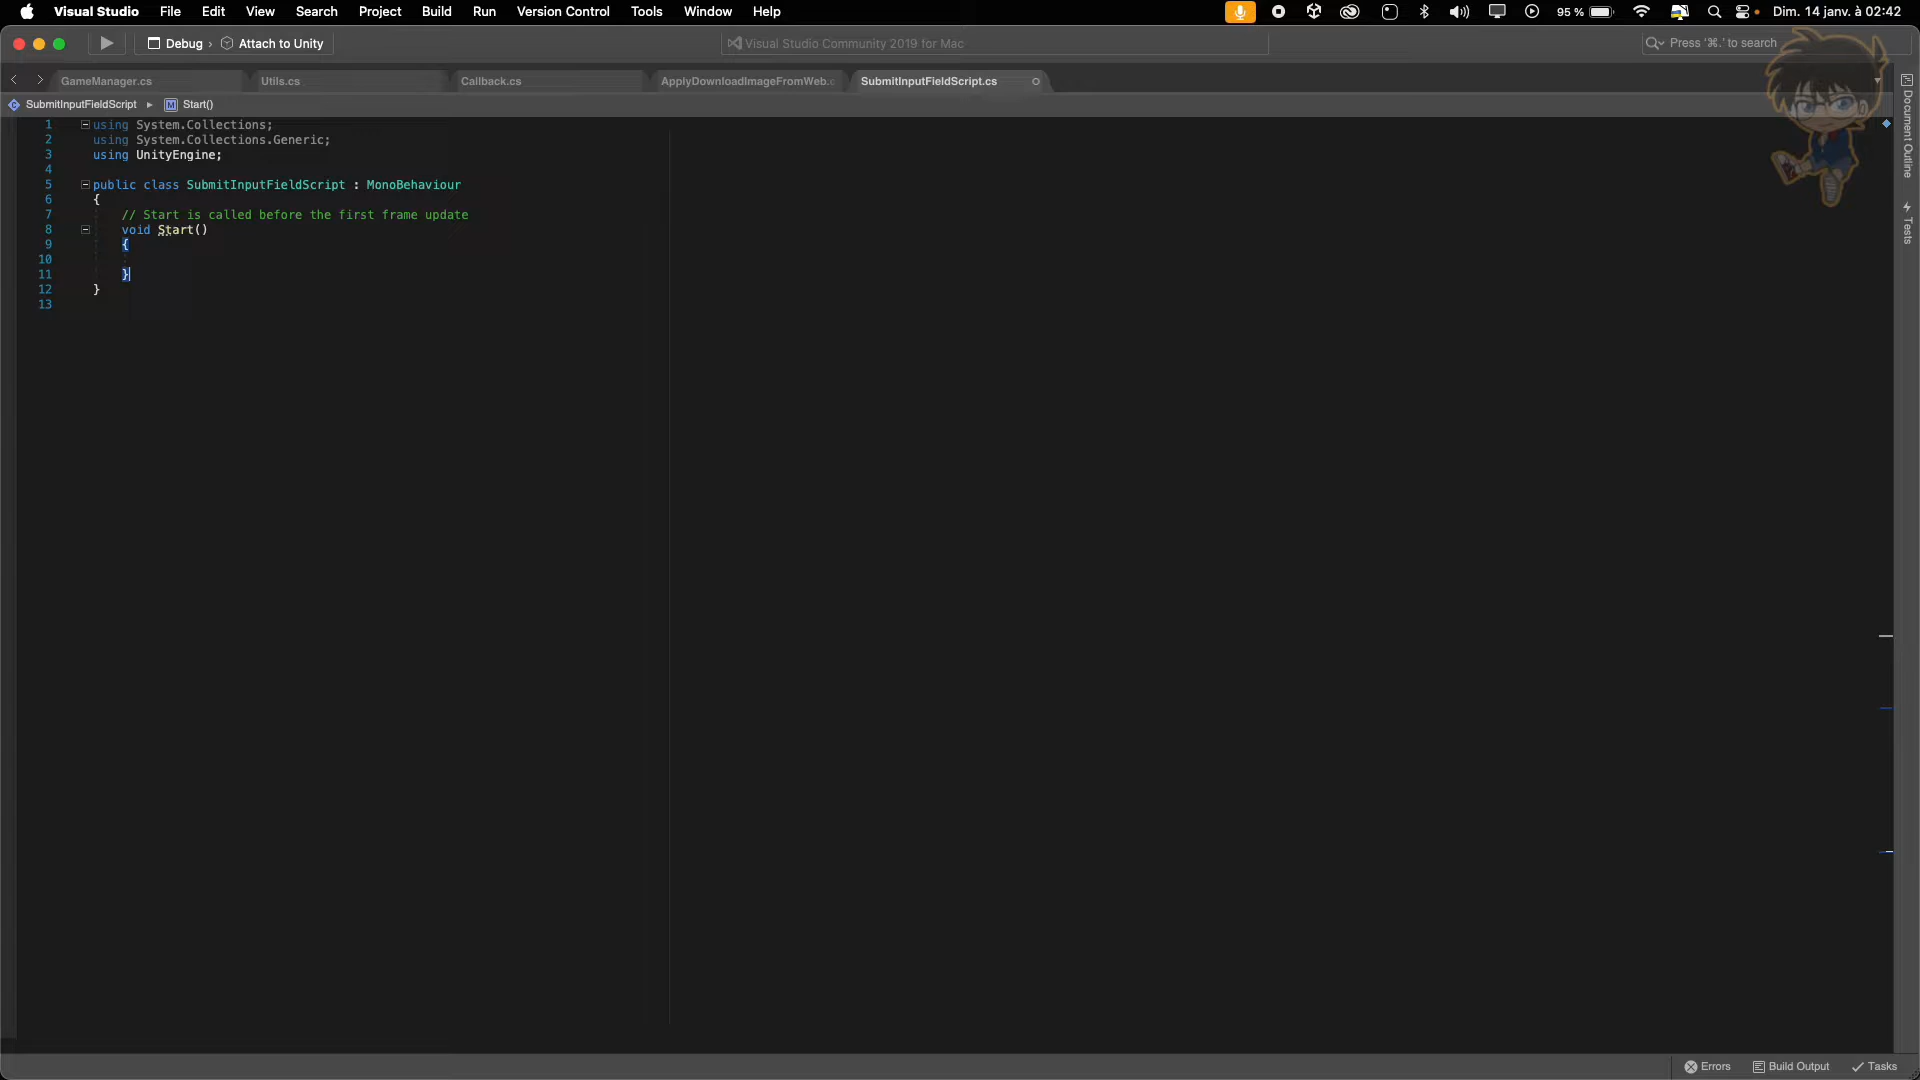 Visual Studio File Edit View Search Project Build Run Version Control Tools Window Help 95 % Dim. 14 janv. à 02:42
Debug › Attach to Unity Visual Studio Community 2019 for Mac Press '⌘.' to search
GameManager.cs Utils.cs Callback.cs ApplyDownloadImageFromWeb.c SubmitInputFieldScript.cs
SubmitInputFieldScript ▸ M Start()
1 using System.Collections;
2 using System.Collections.Generic;
3 using UnityEngine;
4
5 public class SubmitInputFieldScript : MonoBehaviour
6 {
7 // Start is called before the first frame update
8 void Start()
9 {
10
11 }
12 }
13
Document Outline
Tests
Errors Build Output Tasks